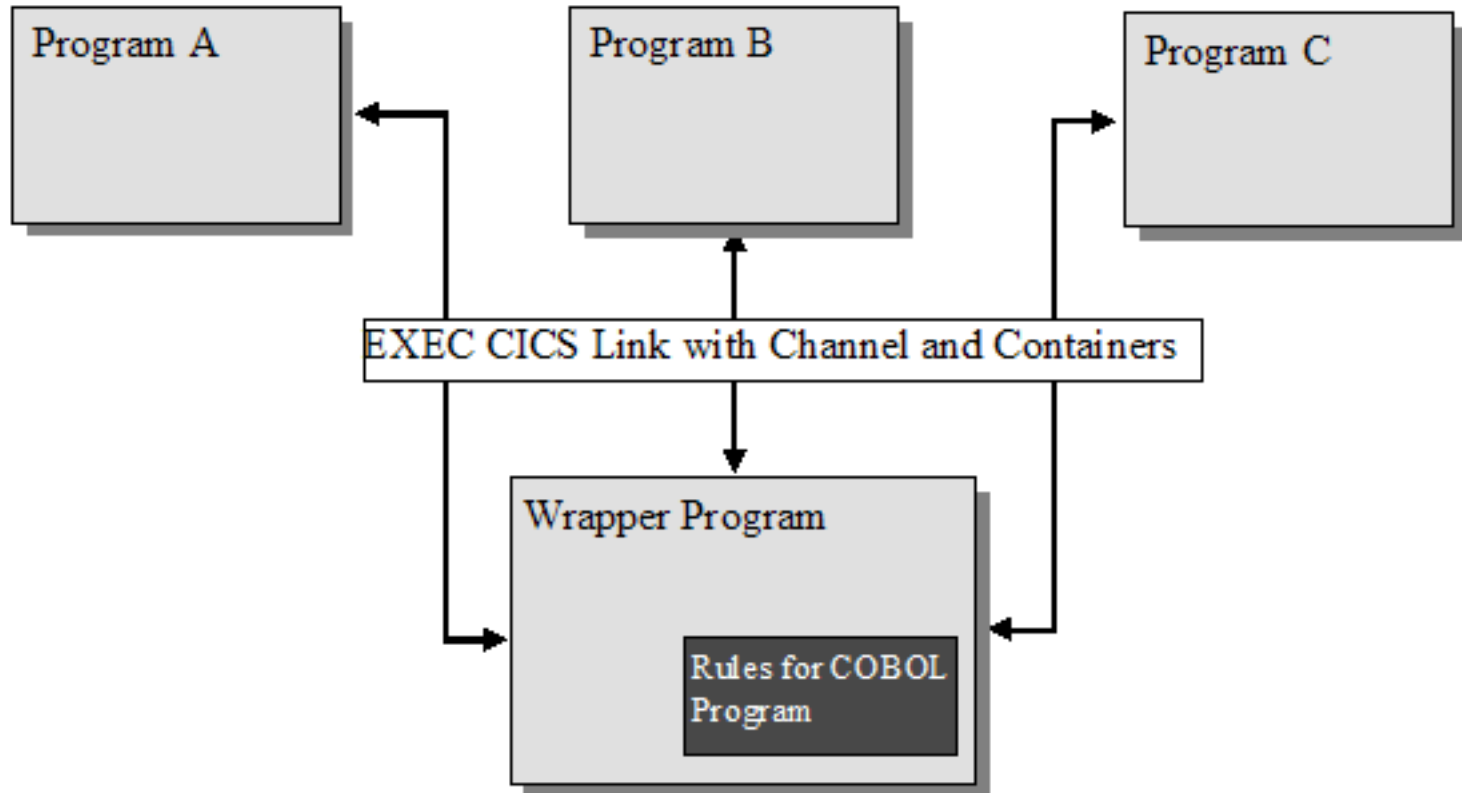 Program A
Program B
Program C
EXEC CICS Link with Channel and Containers
Wrapper Program
Rules for COBOL
Program